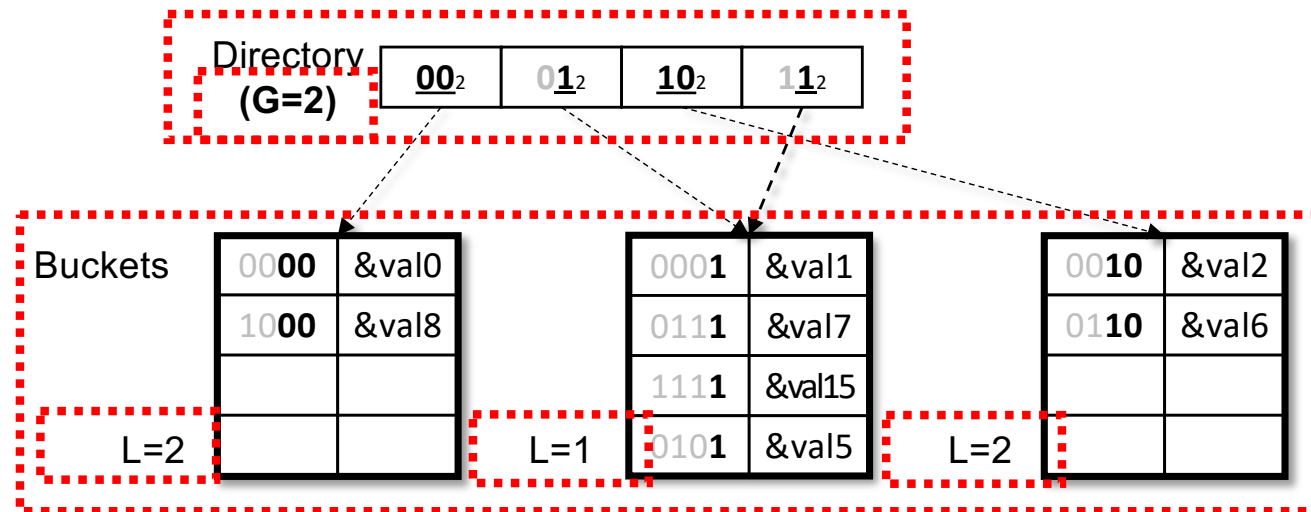 Directory
(G=2)
00₂ 01₂ 10₂ 11₂
Buckets
0000 &val0
1000 &val8
L=2
0001 &val1
0111 &val7
1111 &val15
0101 &val5
L=1
0010 &val2
0110 &val6
L=2